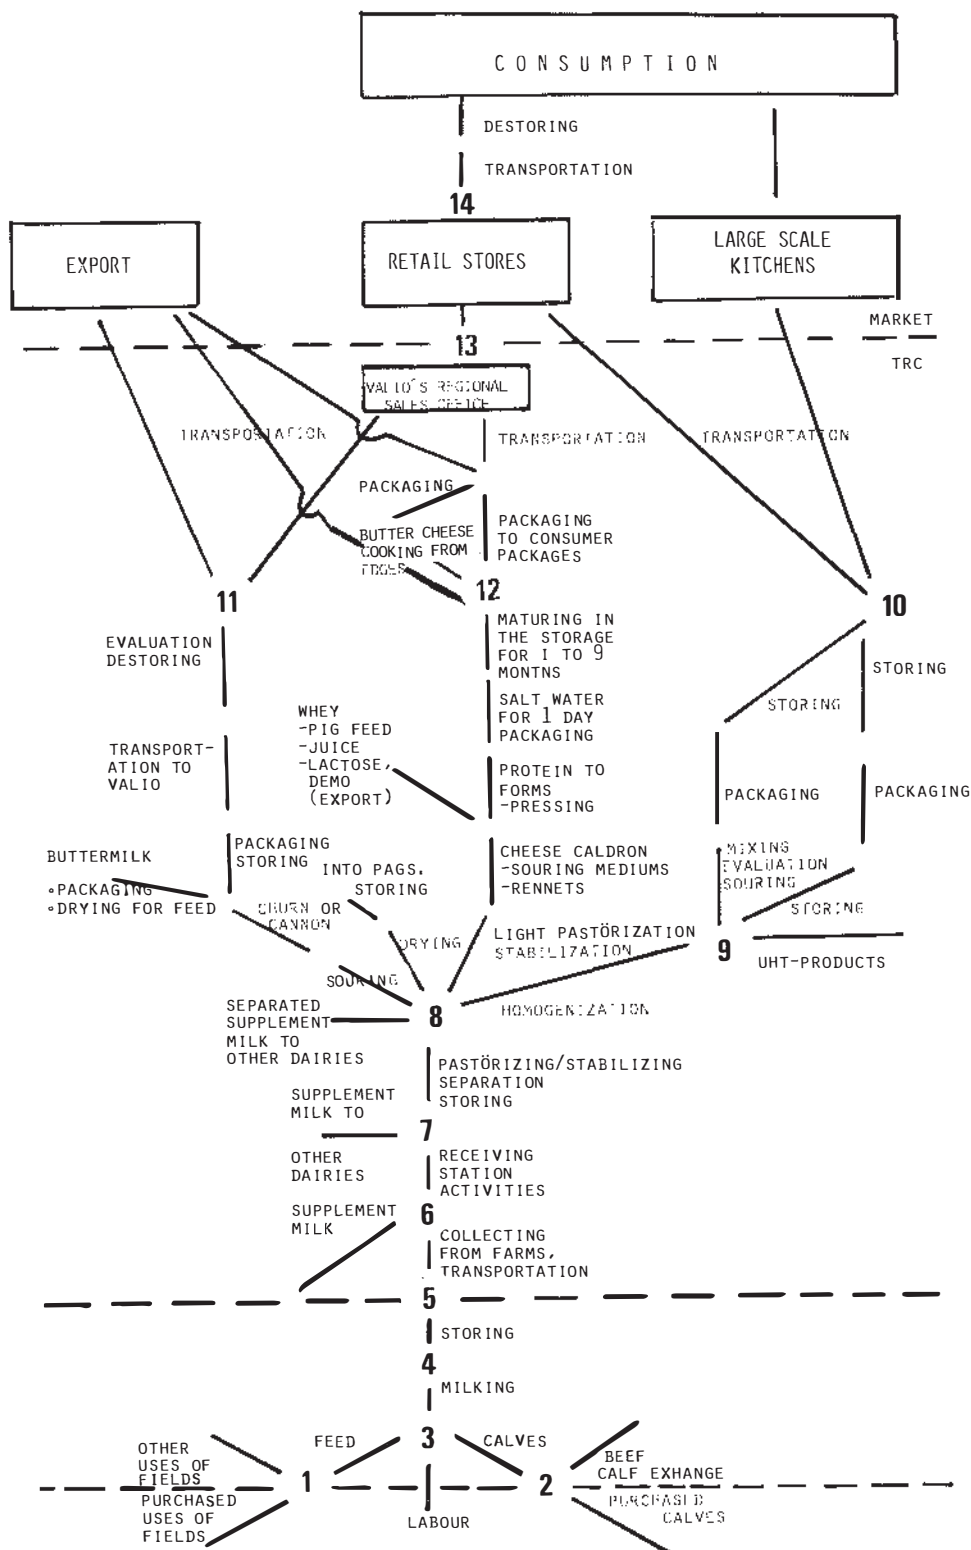 CONSUMPTION
DESTORING
TRANSPORTATION
14
EXPORT
RETAIL STORES
LARGE SCALE
KITCHENS
MARKET
13
TRC
VALIO´S REGIONAL
SALES OFFICE
TRANSPORTATION
TRANSPORTATION
TRANSPORTATION
PACKAGING
BUTTER CHEESE
COOKING FROM
EDGES
PACKAGING
TO CONSUMER
PACKAGES
11
12
10
EVALUATION
DESTORING
MATURING IN
THE STORAGE
FOR 1 TO 9
MONTNS
STORING
STORING
SALT WATER
FOR 1 DAY
PACKAGING
WHEY
-PIG FEED
-JUICE
-LACTOSE,
DEMO
(EXPORT)
TRANSPORT-
ATION TO
VALIO
PROTEIN TO
FORMS
-PRESSING
PACKAGING
PACKAGING
PACKAGING
STORING
BUTTERMILK
∘PACKAGING
∘DRYING FOR FEED
INTO PAGS.
STORING
CHEESE CALDRON
-SOURING MEDIUMS
-RENNETS
MIXING
EVALUATION
SOURING
STORING
CHURN OR
CANNON
DRYING
LIGHT PASTÖRIZATION
STABILIZATION
9
UHT-PRODUCTS
SOURING
8
HOMOGENIZATION
SEPARATED
SUPPLEMENT
MILK TO
OTHER DAIRIES
PASTÖRIZING/STABILIZING
SEPARATION
STORING
SUPPLEMENT
MILK TO
7
OTHER
DAIRIES
RECEIVING
STATION
ACTIVITIES
SUPPLEMENT
MILK
6
COLLECTING
FROM FARMS,
TRANSPORTATION
5
STORING
4
MILKING
3
FEED
CALVES
OTHER
USES OF
FIELDS
1
2
BEEF
CALF EXHANGE
PURCHASED
USES OF
FIELDS
LABOUR
PURCHASED
CALVES